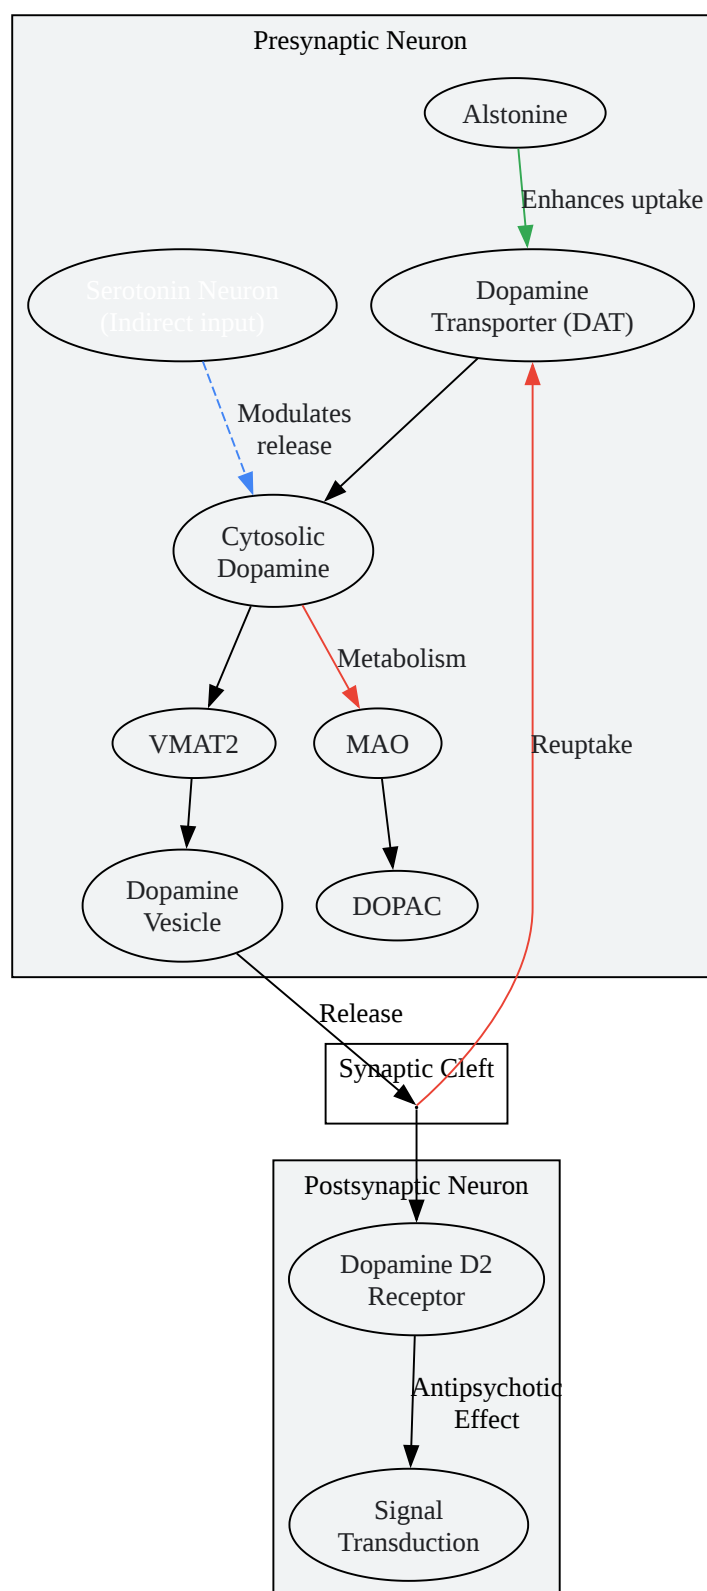 Presynaptic Neuron
Alstonine
Enhances uptake
Serotonin Neuron
(Indirect input)
Dopamine
Transporter (DAT)
Modulates
release
Cytosolic
Dopamine
Metabolism
VMAT2
MAO
Reuptake
Dopamine
Vesicle
DOPAC
Release
Synaptic Cleft
Postsynaptic Neuron
Dopamine D2
Receptor
Antipsychotic
Effect
Signal
Transduction